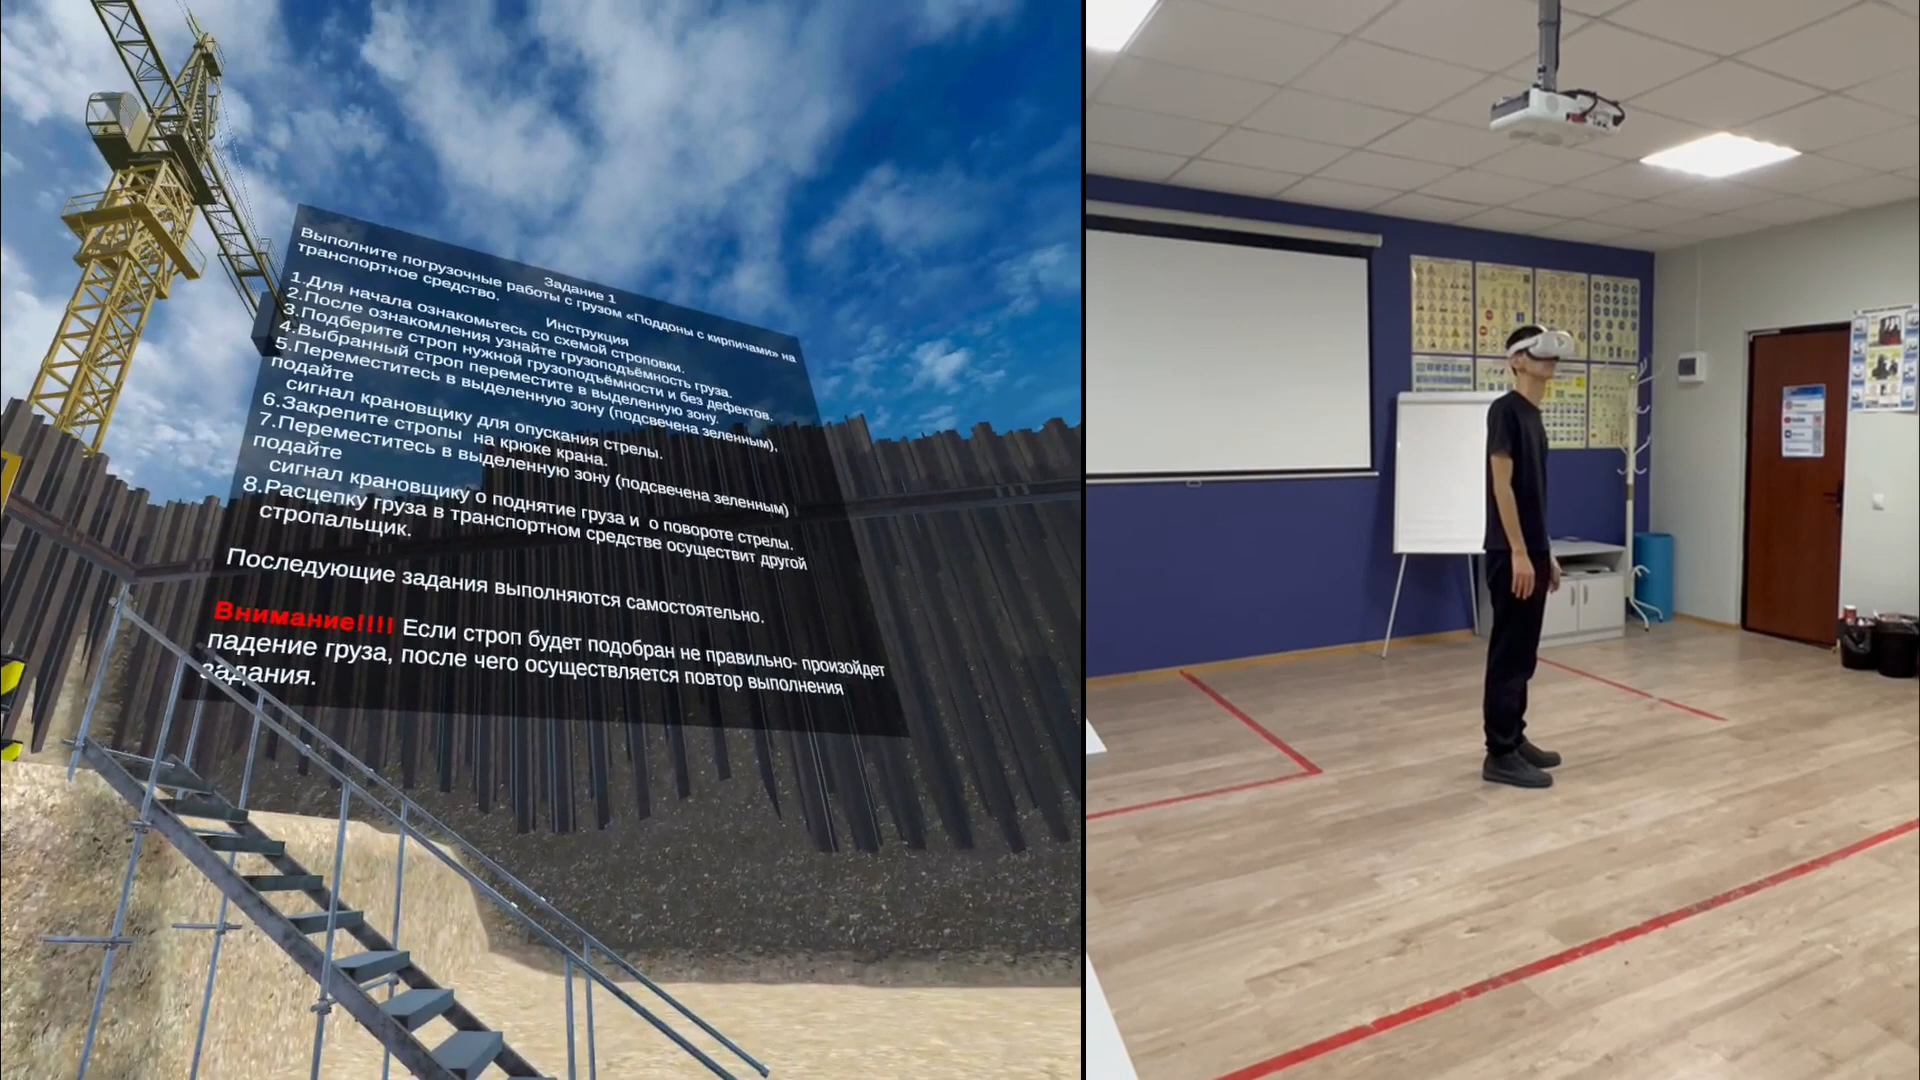 Задание 1
Выполните погрузочные работы с грузом «Поддоны с кирпичами» на
транспортное средство.
Инструкция
1.Для начала ознакомьтесь со схемой строповки.
2.После ознакомления узнайте грузоподъёмность груза.
3.Подберите строп нужной грузоподъёмности и без дефектов.
4.Выбранный строп переместите в выделенную зону.
5.Переместитесь в выделенную зону (подсвечена зеленным),
подайте
сигнал крановщику для опускания стрелы.
6.Закрепите стропы на крюке крана.
7.Переместитесь в выделенную зону (подсвечена зеленным)
подайте
сигнал крановщику о поднятие груза и о повороте стрелы.
8.Расцепку груза в транспортном средстве осуществит другой
стропальщик.
Последующие задания выполняются самостоятельно.
Внимание!!!! Если строп будет подобран не правильно- произойдет
падение груза, после чего осуществляется повтор выполнения
задания.